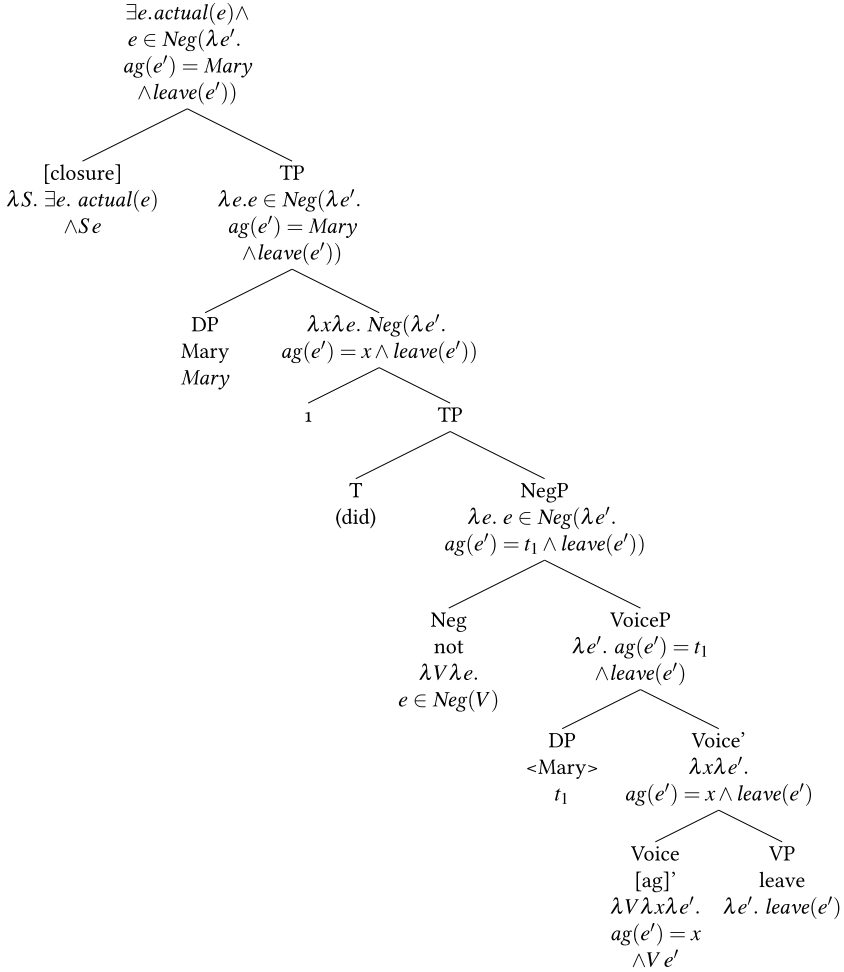 ∃e.actual(e)∧
e ∈ Neg(λe′.
ag(e′) = Mary
∧leave(e′))
[closure]
λS. ∃e. actual(e)
∧S e
TP
λe.e ∈ Neg(λe′.
ag(e′) = Mary
∧leave(e′))
DP
Mary
Mary
λxλe. Neg(λe′.
ag(e′) = x ∧ leave(e′))
1
TP
T
(did)
NegP
λe. e ∈ Neg(λe′.
ag(e′) = t₁ ∧ leave(e′))
Neg
not
λVλe.
e ∈ Neg(V)
VoiceP
λe′. ag(e′) = t₁
∧leave(e′)
DP
<Mary>
t₁
Voice’
λxλe′.
ag(e′) = x ∧ leave(e′)
Voice
[ag]’
λVλxλe′.
ag(e′) = x
∧V e′
VP
leave
λe′. leave(e′)